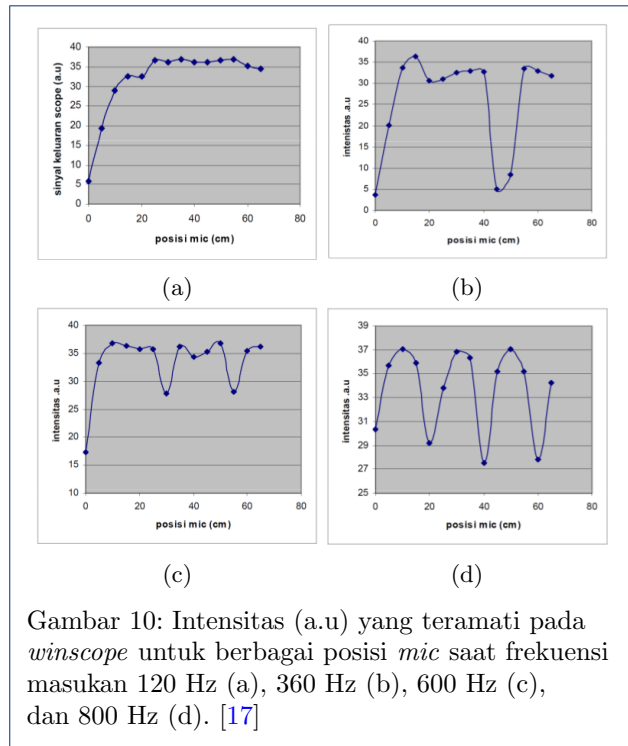 sinyal keluaran scope (a.u)
40
35
30
25
20
15
10
5
0
0 20 40 60 80
posisi mic (cm)
(a)
intenistas .a.u
40
35
30
25
20
15
10
5
0
0 20 40 60 80
posisi mic (cm)
(b)
intensitas .a.u
40
35
30
25
20
15
10
0 20 40 60 80
posisi mic (cm)
(c)
intensitas .a.u
39
37
35
33
31
29
27
25
0 20 40 60 80
posisi mic (cm)
(d)
Gambar 10: Intensitas (a.u) yang teramati pada
winscope untuk berbagai posisi mic saat frekuensi
masukan 120 Hz (a), 360 Hz (b), 600 Hz (c),
dan 800 Hz (d). [17]